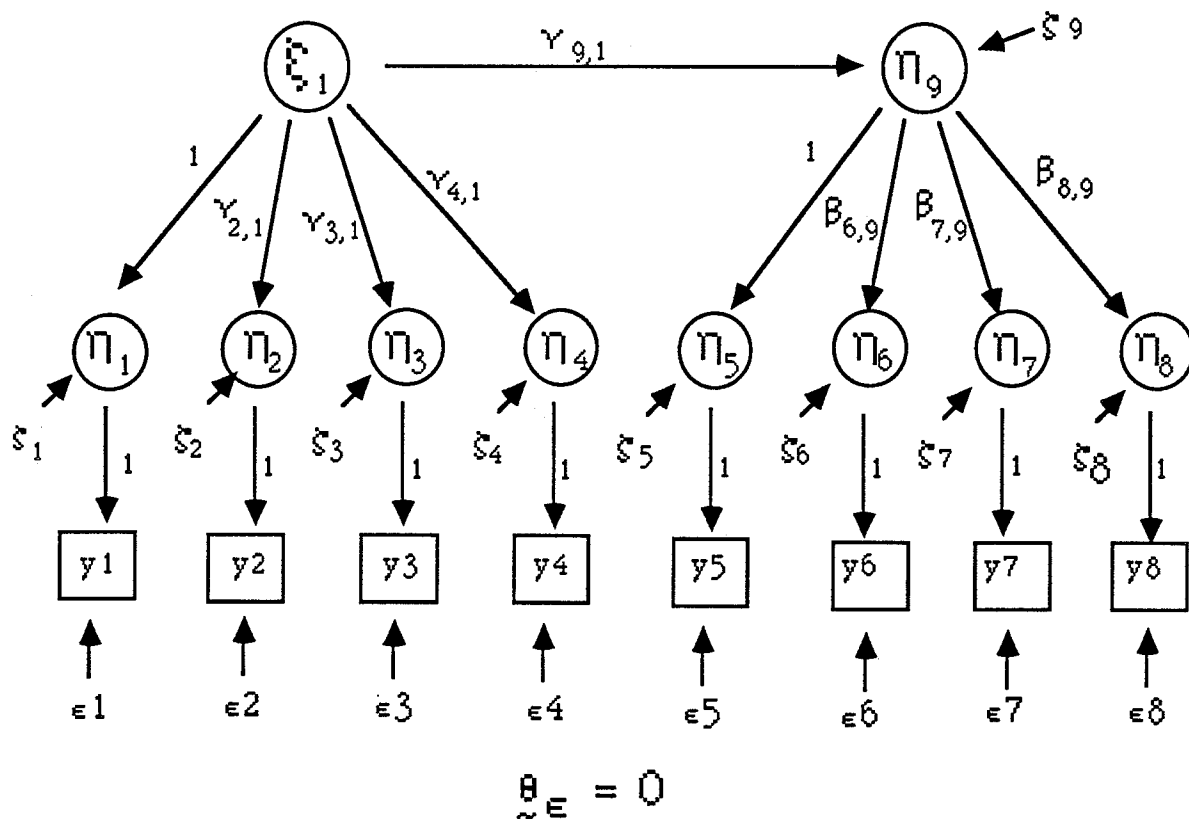 ξ₁ γ₉,₁ η₉ ζ9
1 γ₂,₁ γ₃,₁ γ₄,₁ 1 β₆,₉ β₇,₉ β₈,₉
η₁ η₂ η₃ η₄ η₅ η₆ η₇ η₈
ζ₁ ζ₂ ζ₃ ζ₄ ζ₅ ζ₆ ζ7 ζ8
1 1 1 1 1 1 1 1
y1 y2 y3 y4 y5 y6 y7 y8
ϵ1 ϵ2 ϵ3 ϵ4 ϵ5 ϵ6 ϵ7 ϵ8
θ̰ ϵ = 0